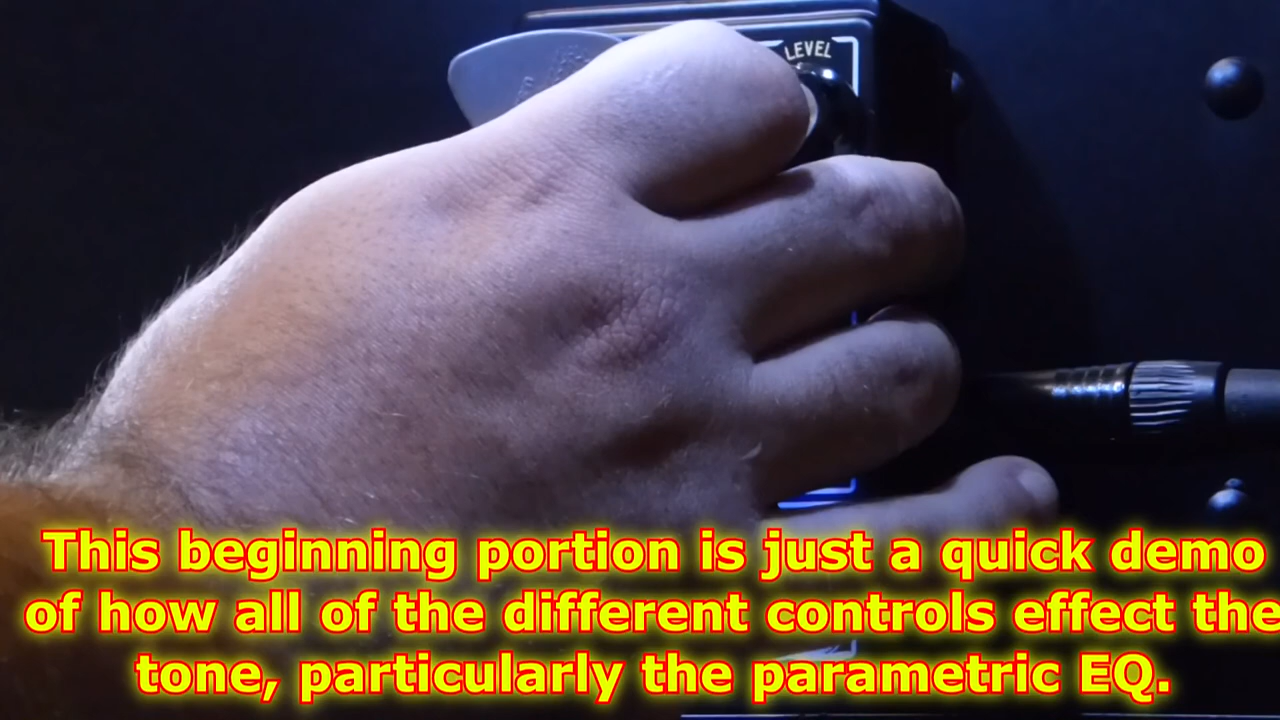 LEVEL
This beginning portion is just a quick demo
of how all of the different controls effect the
tone, particularly the parametric EQ.